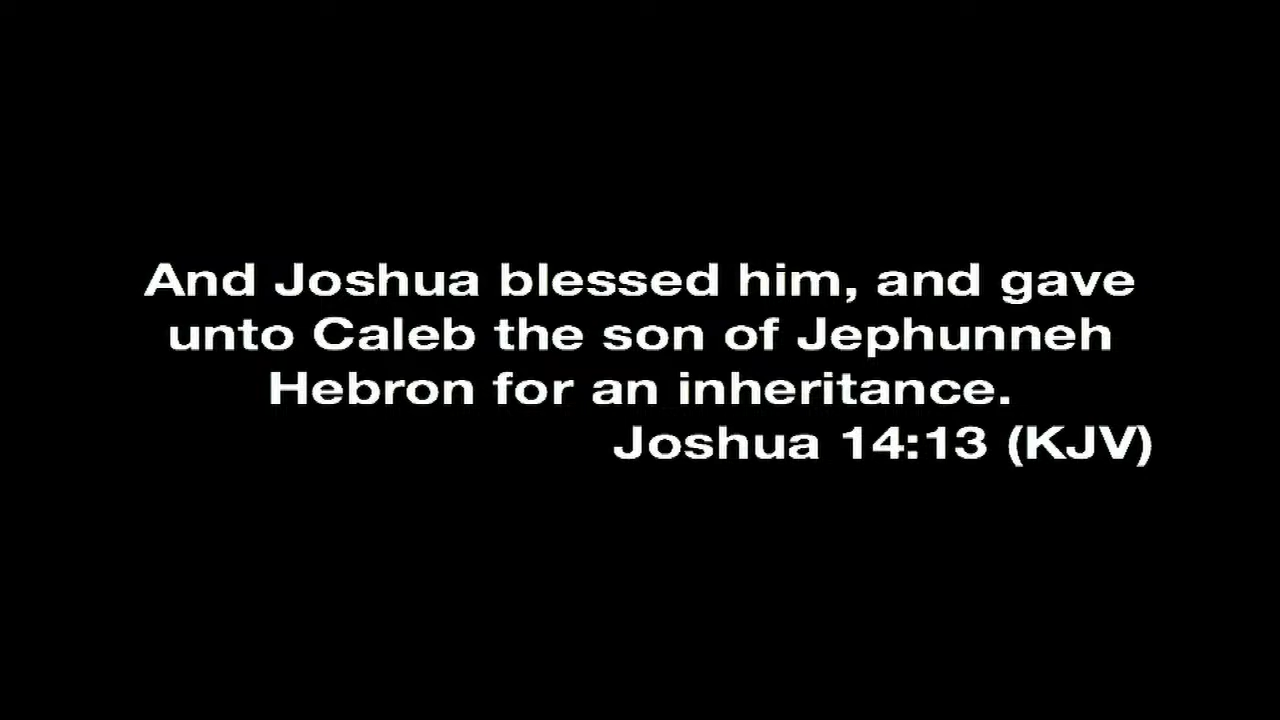 And Joshua blessed him, and gave
unto Caleb the son of Jephunneh
Hebron for an inheritance.
Joshua 14:13 (KJV)